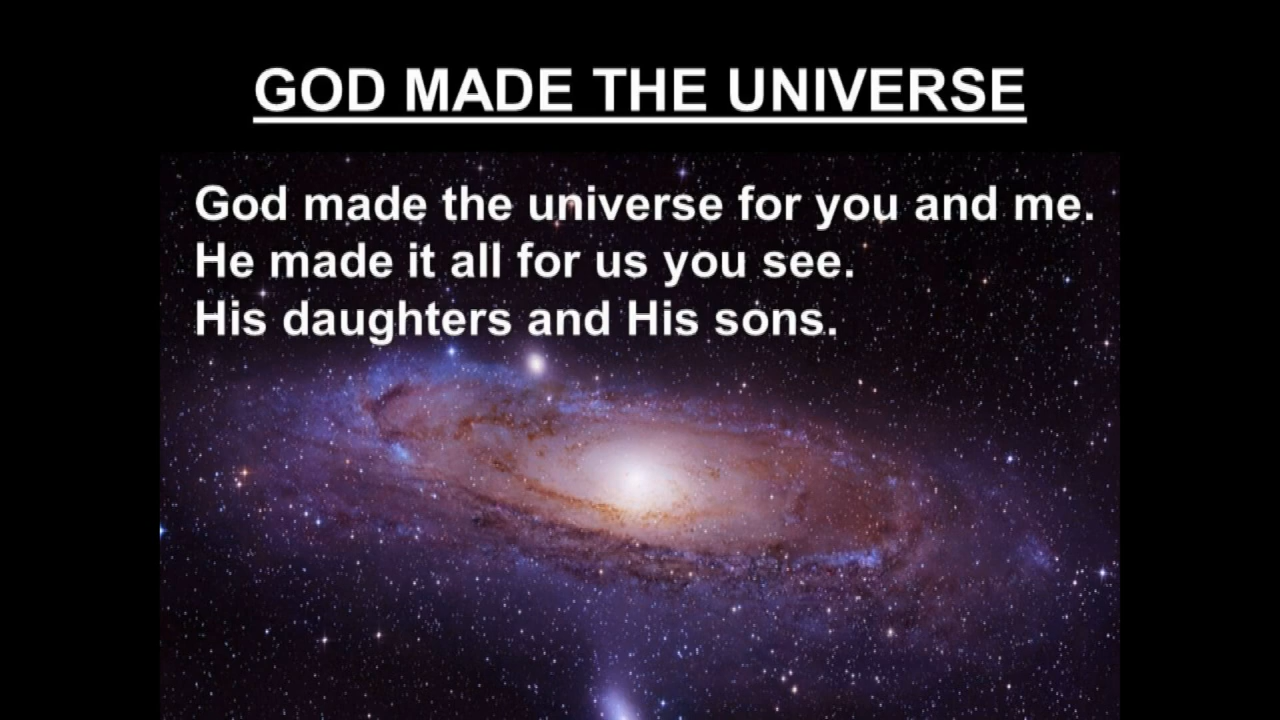 GOD MADE THE UNIVERSE
God made the universe for you and me.
He made it all for us you see.
His daughters and His sons.